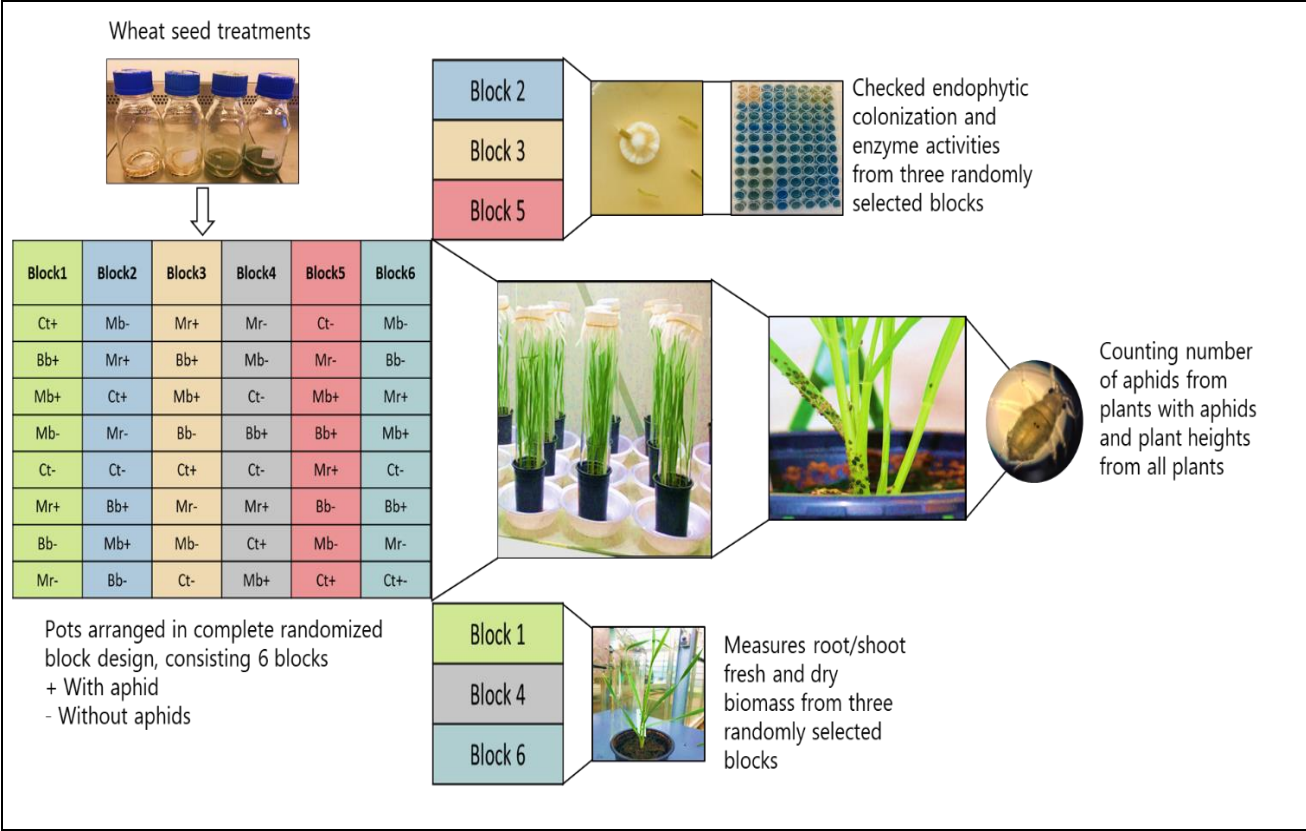 Wheat seed treatments
Block 2
Block 3
Block 5
Checked endophytic
colonization and
enzyme activities
from three randomly
selected blocks
Block1 Block2 Block3 Block4 Block5 Block6
Ct+ Mb- Mr+ Mr- Ct- Mb-
Bb+ Mr+ Bb+ Mb- Mr- Bb-
Mb+ Ct+ Mb+ Ct- Mb+ Mr+
Mb- Mr- Bb- Bb+ Bb+ Mb+
Ct- Ct- Ct+ Ct- Mr+ Ct-
Mr+ Bb+ Mr- Mr+ Bb- Bb+
Bb- Mb+ Mb- Ct+ Mb- Mr-
Mr- Bb- Ct- Mb+ Ct+ Ct+-
Counting number
of aphids from
plants with aphids
and plant heights
from all plants
Pots arranged in complete randomized
block design, consisting 6 blocks
+ With aphid
- Without aphids
Block 1
Block 4
Block 6
Measures root/shoot
fresh and dry
biomass from three
randomly selected
blocks